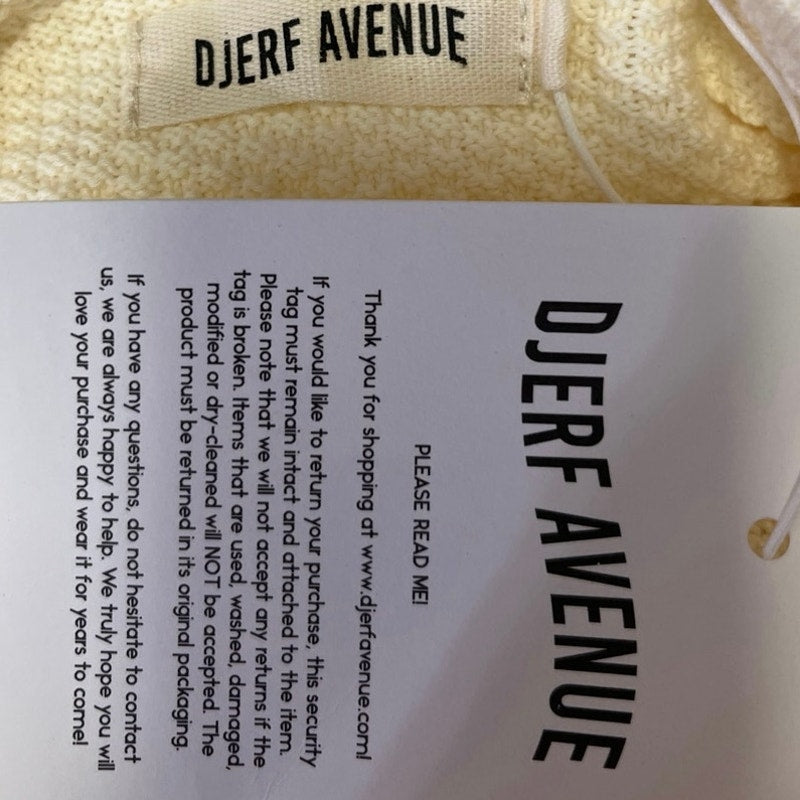 DJERF AVENUE
DJERF AVENUE
PLEASE READ ME!
Thank you for shopping at www.djerfavenue.com!
If you would like to return your purchase, this security
tag must remain intact and attached to the item.
Please note that we will not accept any returns if the
tag is broken. Items that are used, washed, damaged,
modified or dry-cleaned will NOT be accepted. The
product must be returned in its original packaging.
If you have any questions, do not hesitate to contact
us, we are always happy to help. We truly hope you will
love your purchase and wear it for years to come!